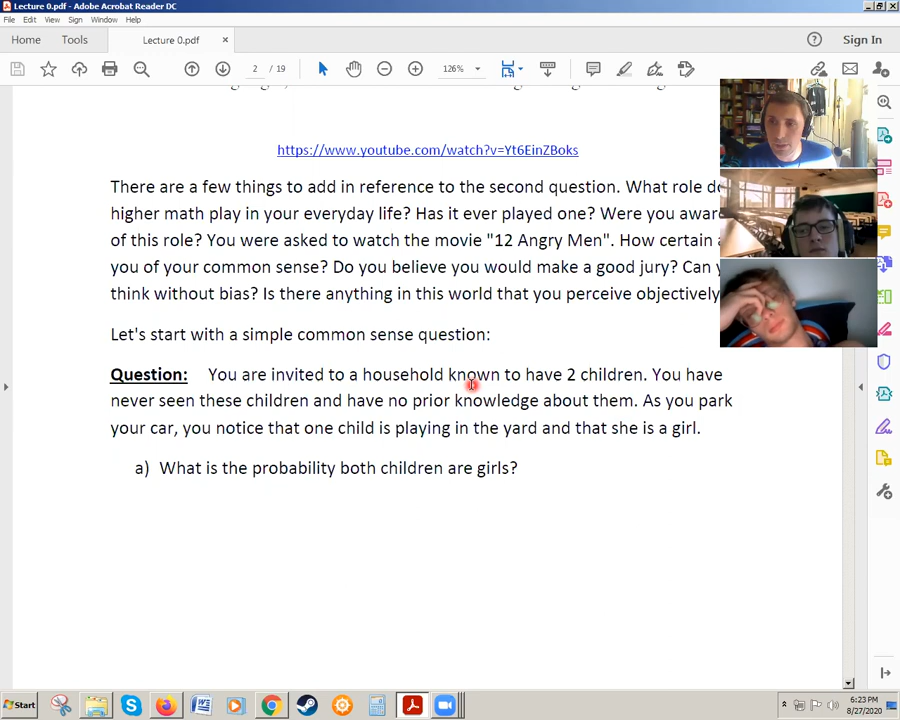 Lecture 0.pdf - Adobe Acrobat Reader DC
File Edit View Sign Window Help
Home Tools Lecture 0.pdf × Sign In
2 / 19 126%
https://www.youtube.com/watch?v=Yt6EinZBoks
There are a few things to add in reference to the second question. What role do
higher math play in your everyday life? Has it ever played one? Were you awar
of this role? You were asked to watch the movie "12 Angry Men". How certain a
you of your common sense? Do you believe you would make a good jury? Can y
think without bias? Is there anything in this world that you perceive objectively
Let's start with a simple common sense question:
Question: You are invited to a household known to have 2 children. You have
never seen these children and have no prior knowledge about them. As you park
your car, you notice that one child is playing in the yard and that she is a girl.
a) What is the probability both children are girls?
Start
6:23 PM
8/27/2020